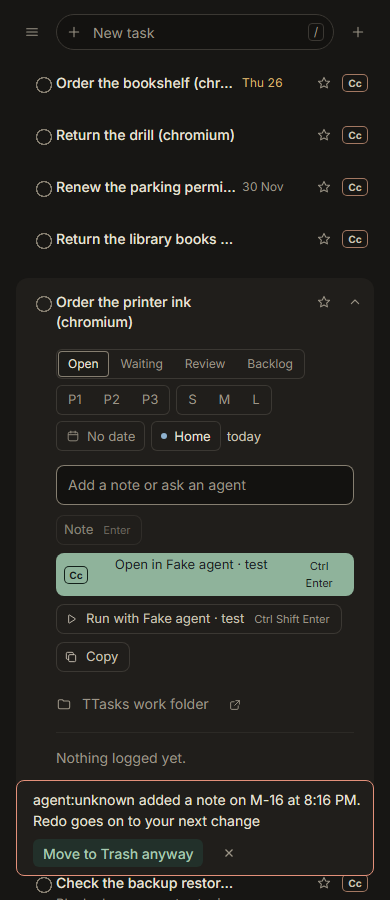 New task /
Order the bookshelf (chr... Thu 26 Cc
Return the drill (chromium) Cc
Renew the parking permi... 30 Nov Cc
Return the library books ... Cc
Order the printer ink
(chromium)
Open Waiting Review Backlog
P1 P2 P3 S M L
No date Home today
Add a note or ask an agent
Note Enter
Cc Open in Fake agent · test Ctrl
Enter
Run with Fake agent · test Ctrl Shift Enter
Copy
TTasks work folder
Nothing logged yet.
agent:unknown added a note on M-16 at 8:16 PM.
Redo goes on to your next change
Move to Trash anyway ×
Check the backup restor... Cc